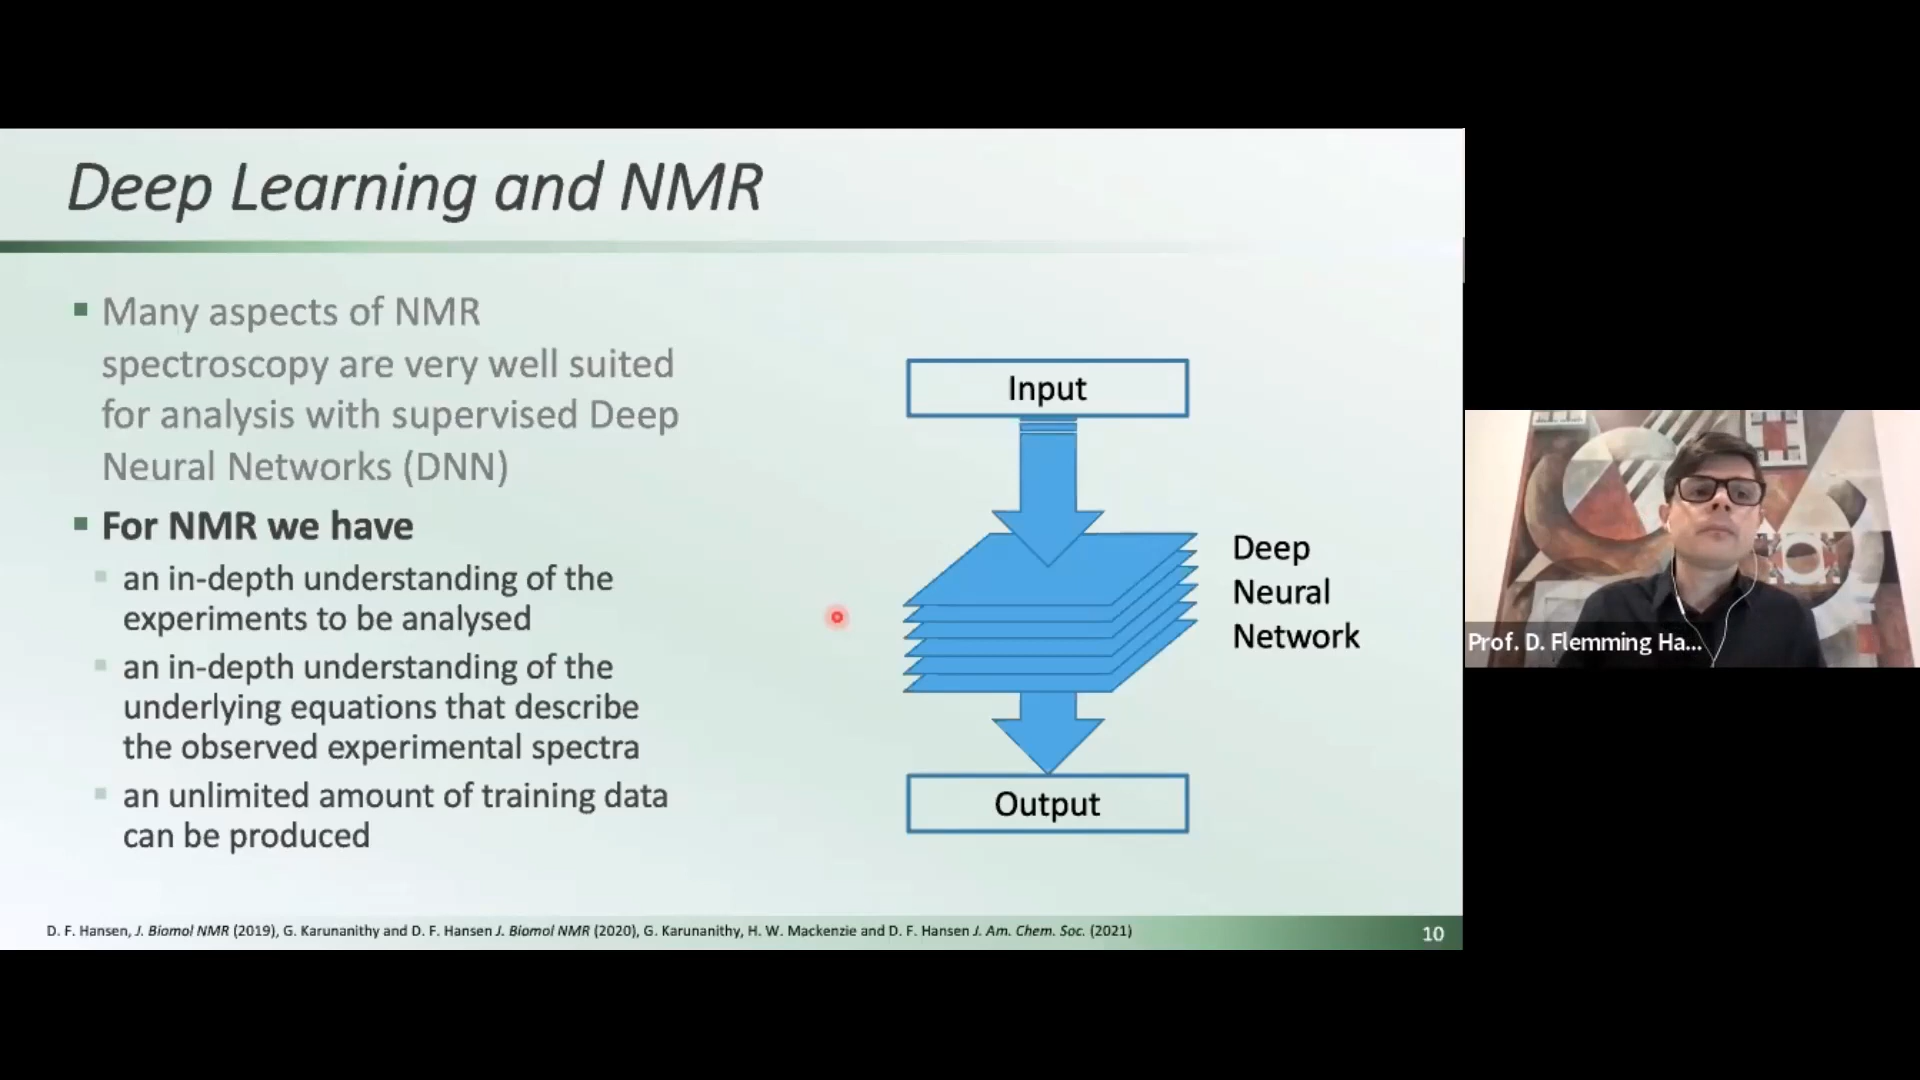 Deep Learning and NMR
Many aspects of NMR
spectroscopy are very well suited
for analysis with supervised Deep
Neural Networks (DNN)
For NMR we have
an in-depth understanding of the
experiments to be analysed
an in-depth understanding of the
underlying equations that describe
the observed experimental spectra
an unlimited amount of training data
can be produced
Input
Deep
Neural
Network
Output
D. F. Hansen, J. Biomol NMR (2019), G. Karunanithy and D. F. Hansen J. Biomol NMR (2020), G. Karunanithy, H. W. Mackenzie and D. F. Hansen J. Am. Chem. Soc. (2021)
10
Prof. D. Flemming Ha...